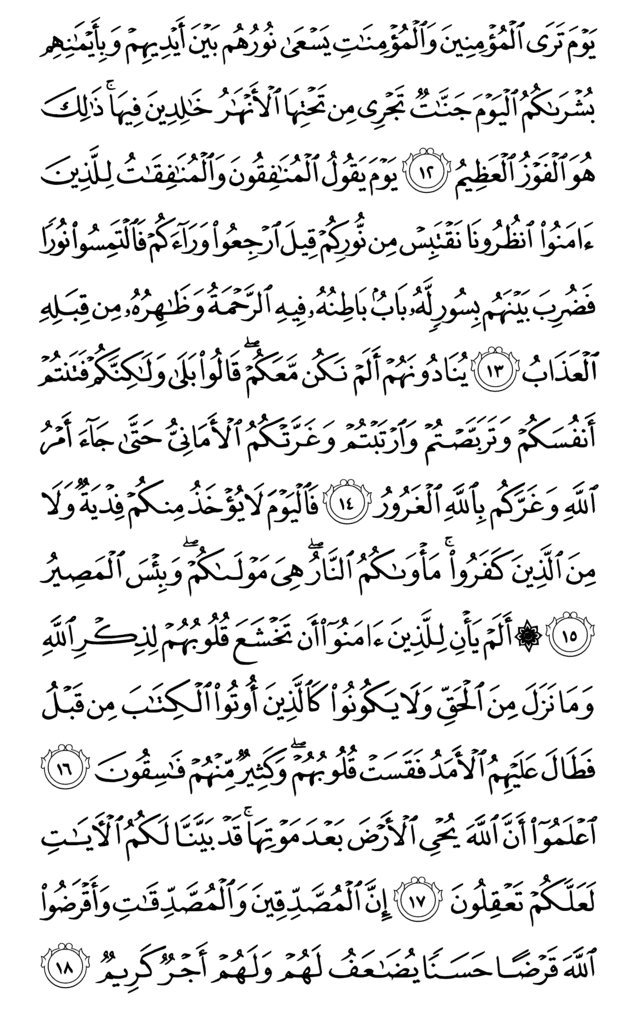 يَوْمَ تَرَى ٱلْمُؤْمِنِينَ وَٱلْمُؤْمِنَٰتِ يَسْعَىٰ نُورُهُم بَيْنَ أَيْدِيهِمْ وَبِأَيْمَٰنِهِم
بُشْرَىٰكُمُ ٱلْيَوْمَ جَنَّٰتٌ تَجْرِى مِن تَحْتِهَا ٱلْأَنْهَٰرُ خَٰلِدِينَ فِيهَا ۚ ذَٰلِكَ
هُوَ ٱلْفَوْزُ ٱلْعَظِيمُ ١٢ يَوْمَ يَقُولُ ٱلْمُنَٰفِقُونَ وَٱلْمُنَٰفِقَٰتُ لِلَّذِينَ
ءَامَنُوا۟ ٱنظُرُونَا نَقْتَبِسْ مِن نُّورِكُمْ قِيلَ ٱرْجِعُوا۟ وَرَآءَكُمْ فَٱلْتَمِسُوا۟ نُورًا
فَضُرِبَ بَيْنَهُم بِسُورٍ لَّهُۥ بَابٌۢ بَاطِنُهُۥ فِيهِ ٱلرَّحْمَةُ وَظَٰهِرُهُۥ مِن قِبَلِهِ
ٱلْعَذَابُ ١٣ يُنَادُونَهُمْ أَلَمْ نَكُن مَّعَكُمْ ۖ قَالُوا۟ بَلَىٰ وَلَٰكِنَّكُمْ فَتَنتُمْ
أَنفُسَكُمْ وَتَرَبَّصْتُمْ وَٱرْتَبْتُمْ وَغَرَّتْكُمُ ٱلْأَمَانِىُّ حَتَّىٰ جَآءَ أَمْرُ
ٱللَّهِ وَغَرَّكُم بِٱللَّهِ ٱلْغَرُورُ ١٤ فَٱلْيَوْمَ لَا يُؤْخَذُ مِنكُمْ فِدْيَةٌ وَلَا
مِنَ ٱلَّذِينَ كَفَرُوا۟ ۚ مَأْوَىٰكُمُ ٱلنَّارُ ۖ هِىَ مَوْلَىٰكُمْ ۖ وَبِئْسَ ٱلْمَصِيرُ
١٥ ۞ أَلَمْ يَأْنِ لِلَّذِينَ ءَامَنُوٓا۟ أَن تَخْشَعَ قُلُوبُهُمْ لِذِكْرِ ٱللَّهِ
وَمَا نَزَلَ مِنَ ٱلْحَقِّ وَلَا يَكُونُوا۟ كَٱلَّذِينَ أُوتُوا۟ ٱلْكِتَٰبَ مِن قَبْلُ
فَطَالَ عَلَيْهِمُ ٱلْأَمَدُ فَقَسَتْ قُلُوبُهُمْ ۖ وَكَثِيرٌ مِّنْهُمْ فَٰسِقُونَ ١٦
ٱعْلَمُوٓا۟ أَنَّ ٱللَّهَ يُحْىِ ٱلْأَرْضَ بَعْدَ مَوْتِهَا ۚ قَدْ بَيَّنَّا لَكُمُ ٱلْءَايَٰتِ
لَعَلَّكُمْ تَعْقِلُونَ ١٧ إِنَّ ٱلْمُصَّدِّقِينَ وَٱلْمُصَّدِّقَٰتِ وَأَقْرَضُوا۟
ٱللَّهَ قَرْضًا حَسَنًا يُضَٰعَفُ لَهُمْ وَلَهُمْ أَجْرٌ كَرِيمٌ ١٨